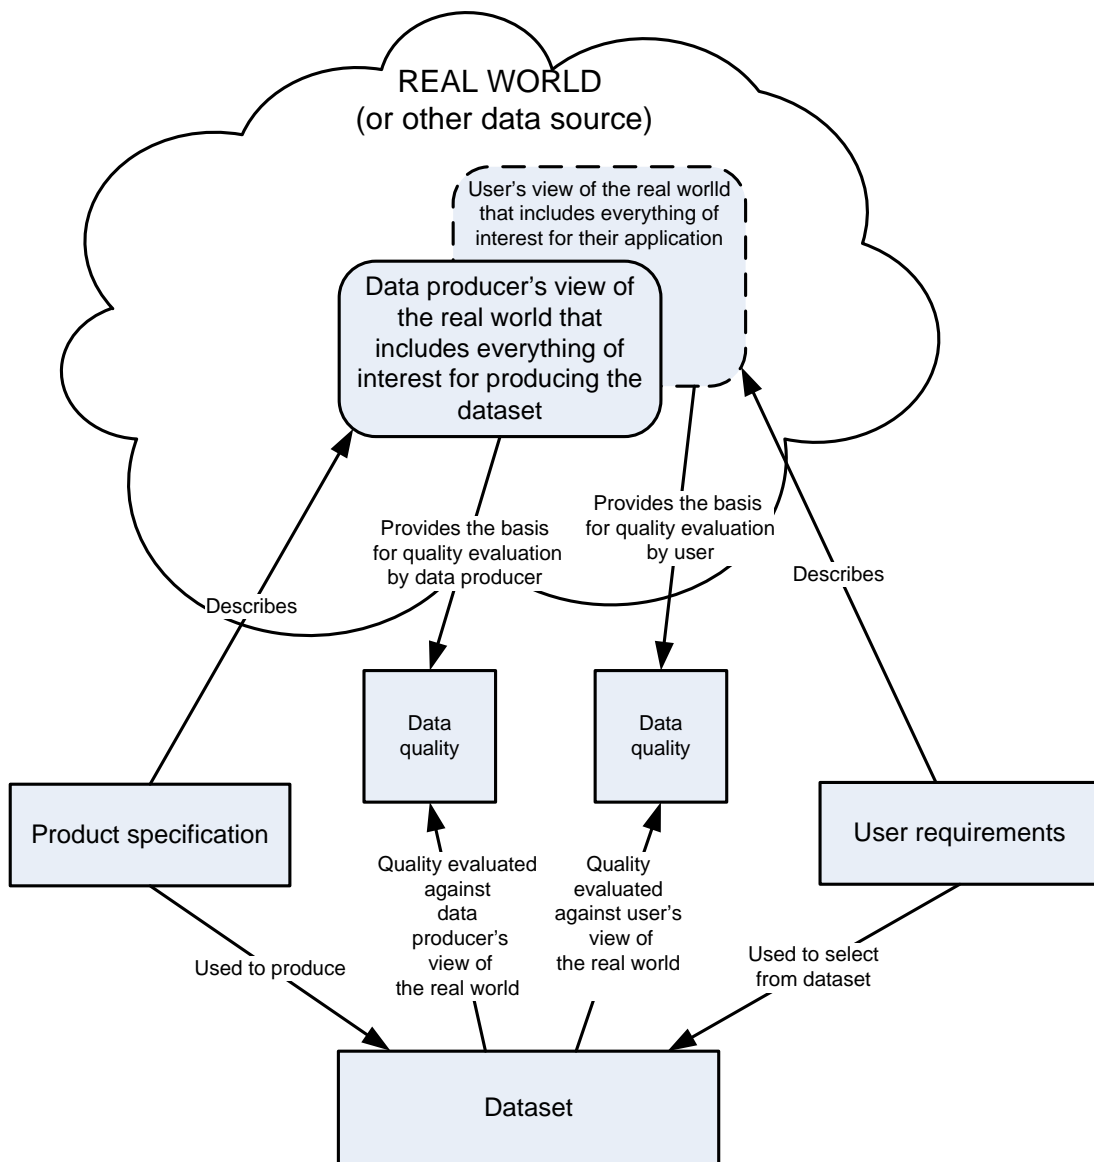 REAL WORLD
(or other data source)
User’s view of the real worlld
that includes everything of
interest for their application
Data producer’s view of
the real world that
includes everything of
interest for producing the
dataset
Provides the basis
for quality evaluation
by data producer
Provides the basis
for quality evaluation
by user
Describes
Describes
Data
quality
Data
quality
Product specification
User requirements
Quality evaluated
against
data
producer’s
view of
the real world
Quality
evaluated
against user’s
view of
the real world
Used to produce
Used to select
from dataset
Dataset